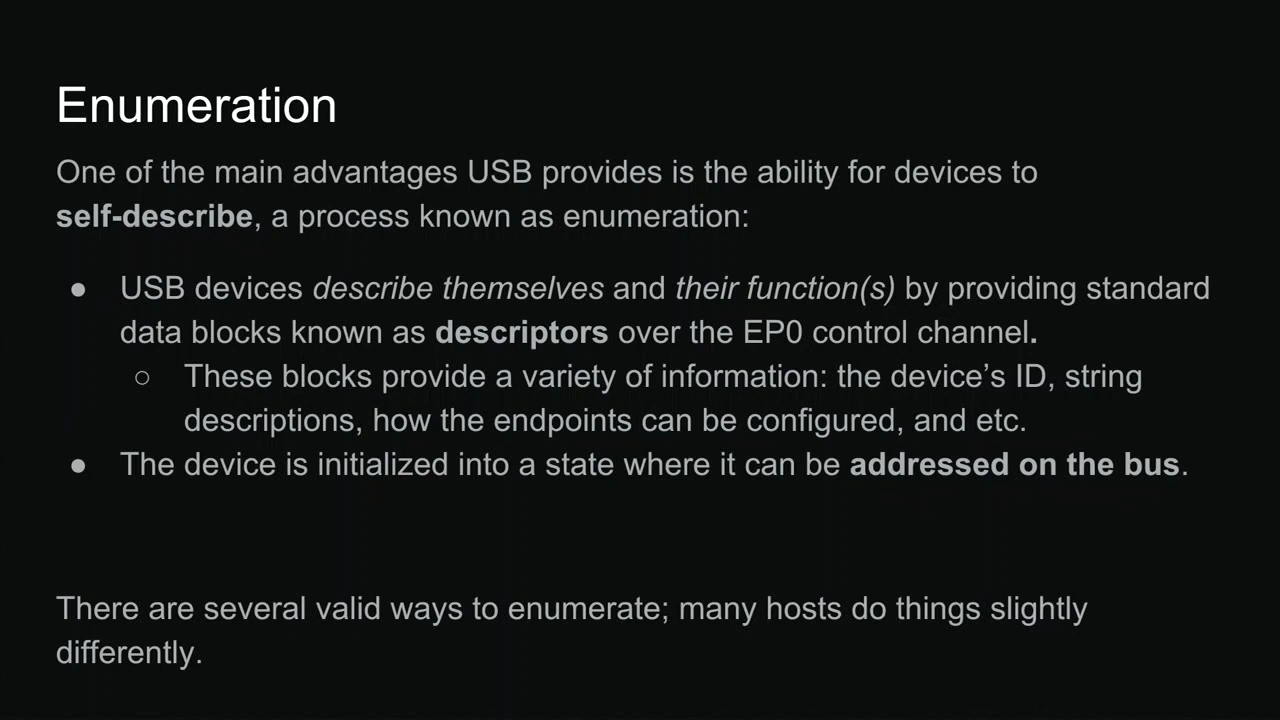 Enumeration
One of the main advantages USB provides is the ability for devices to
self-describe, a process known as enumeration:
● USB devices describe themselves and their function(s) by providing standard
data blocks known as descriptors over the EP0 control channel.
○ These blocks provide a variety of information: the device’s ID, string
descriptions, how the endpoints can be configured, and etc.
● The device is initialized into a state where it can be addressed on the bus.
There are several valid ways to enumerate; many hosts do things slightly
differently.